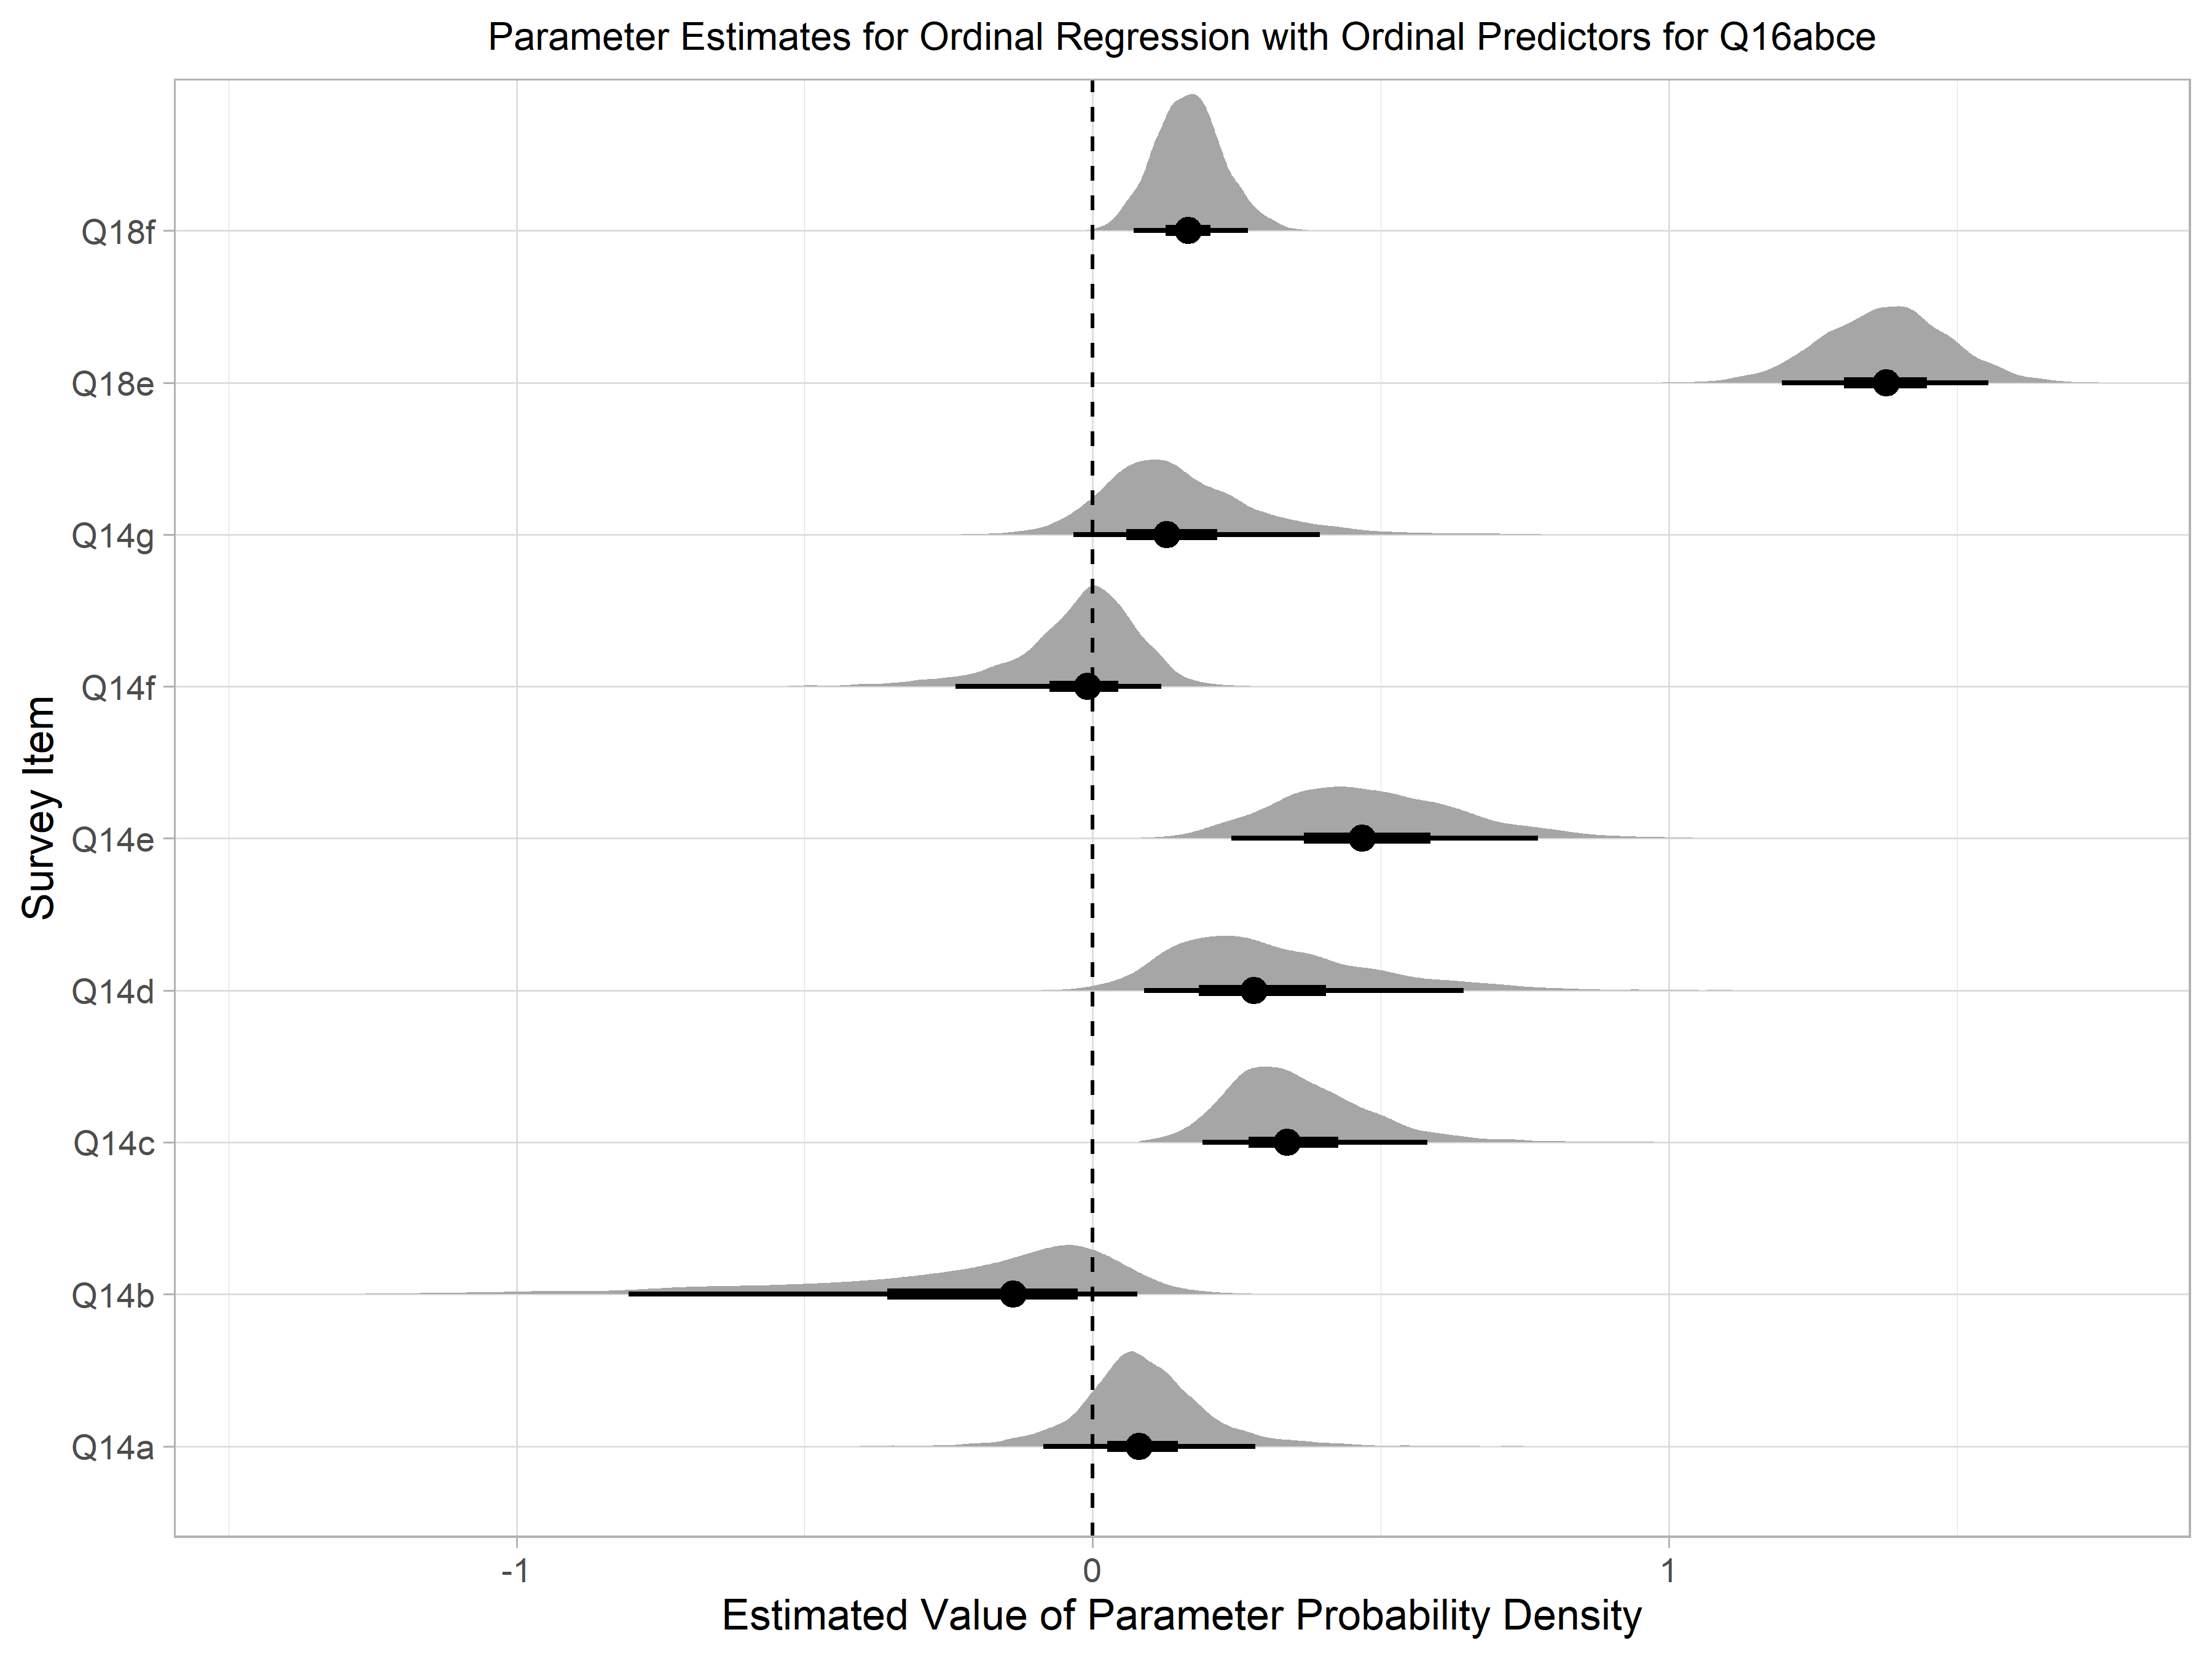 Parameter Estimates for Ordinal Regression with Ordinal Predictors for Q16abce
Survey Item
Q18f
Q18e
Q14g
Q14f
Q14e
Q14d
Q14c
Q14b
Q14a
-1 0 1
Estimated Value of Parameter Probability Density